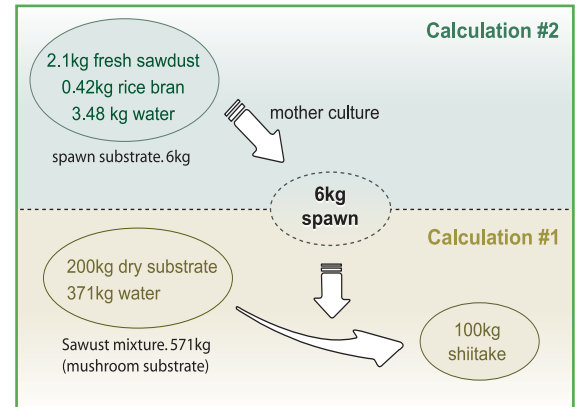 Calculation #2
2.1kg fresh sawdust
0.42kg rice bran
3.48 kg water
mother culture
spawn substrate.6kg
6kg
spawn
Calculation #1
200kg dry substrate
371kg water
100kg
shiitake
Sawust mixture.571kg
(mushroom substrate)